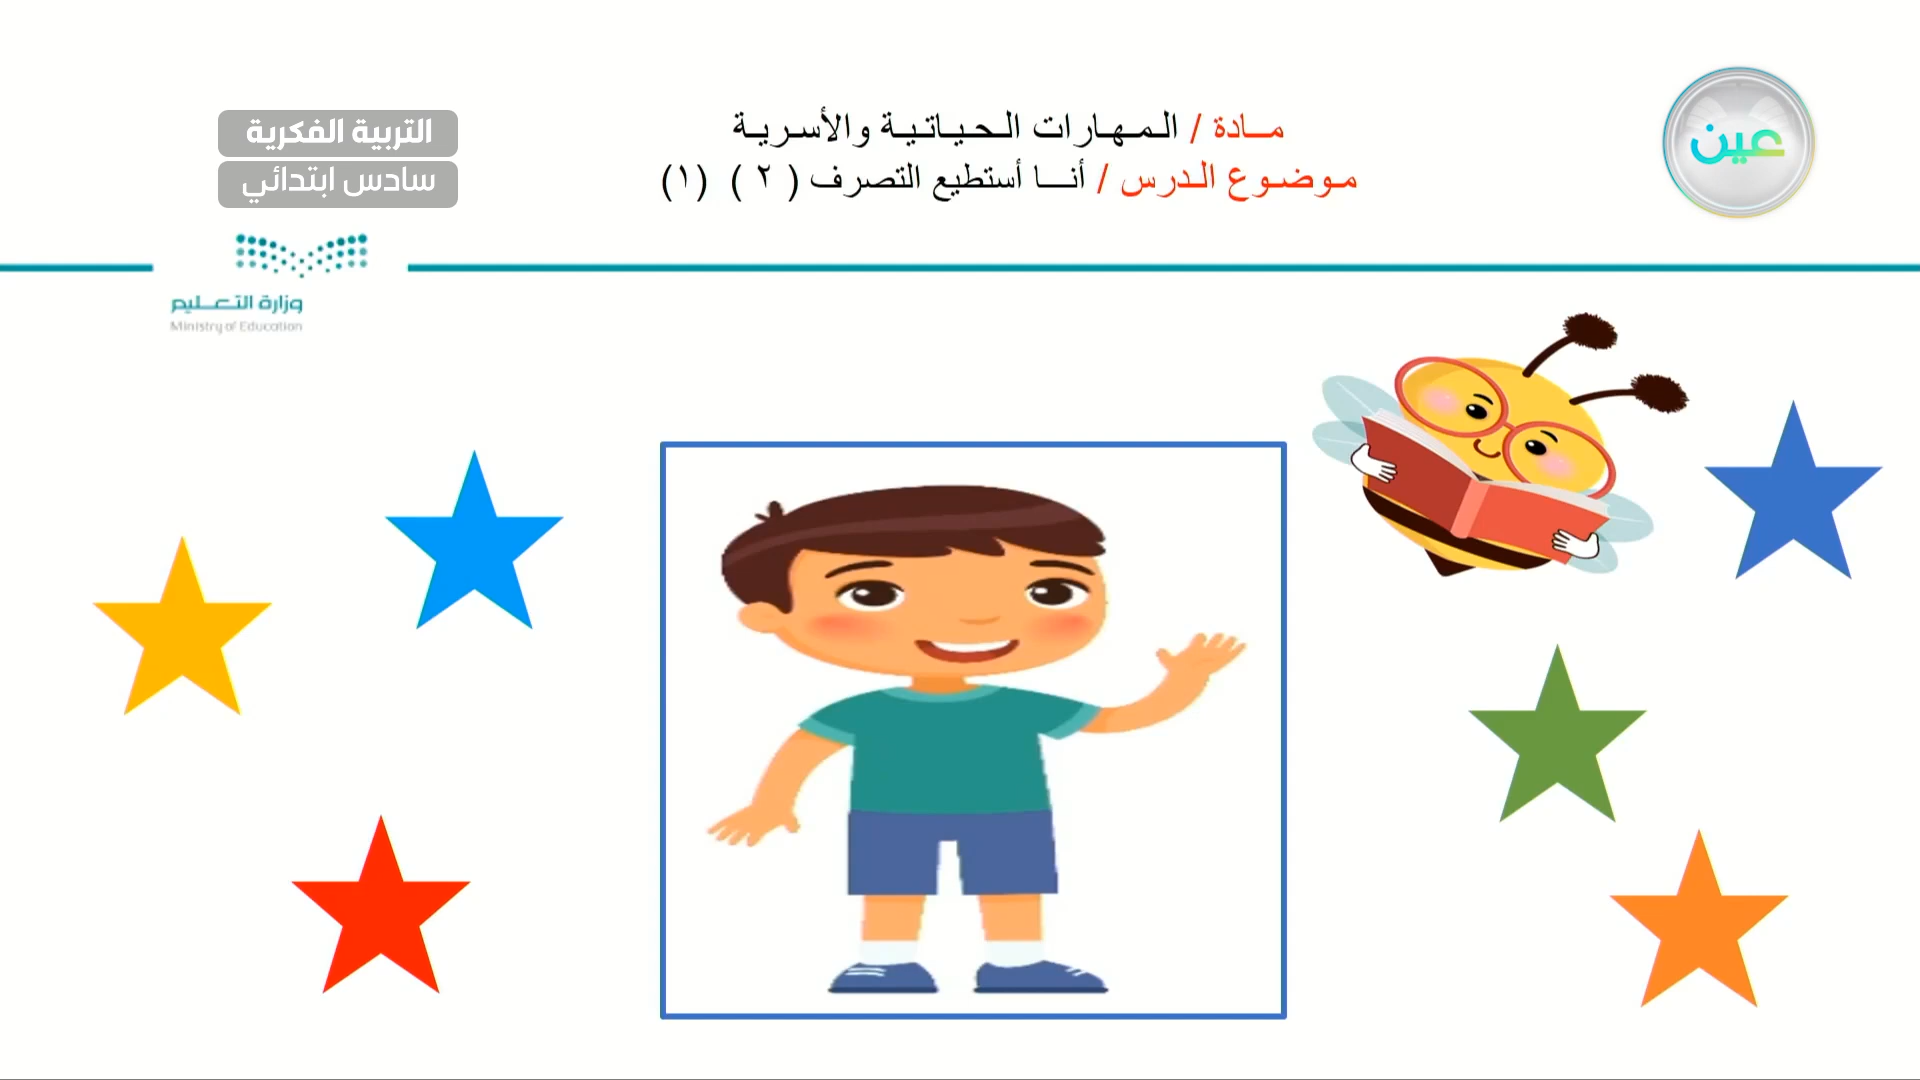 عين
مادة / المهارات الحياتية والأسرية
موضوع الدرس / أنا أستطيع التصرف ( ٢ ) (١)
التربية الفكرية
سادس ابتدائي
وزارة التعليم
Ministry of Education